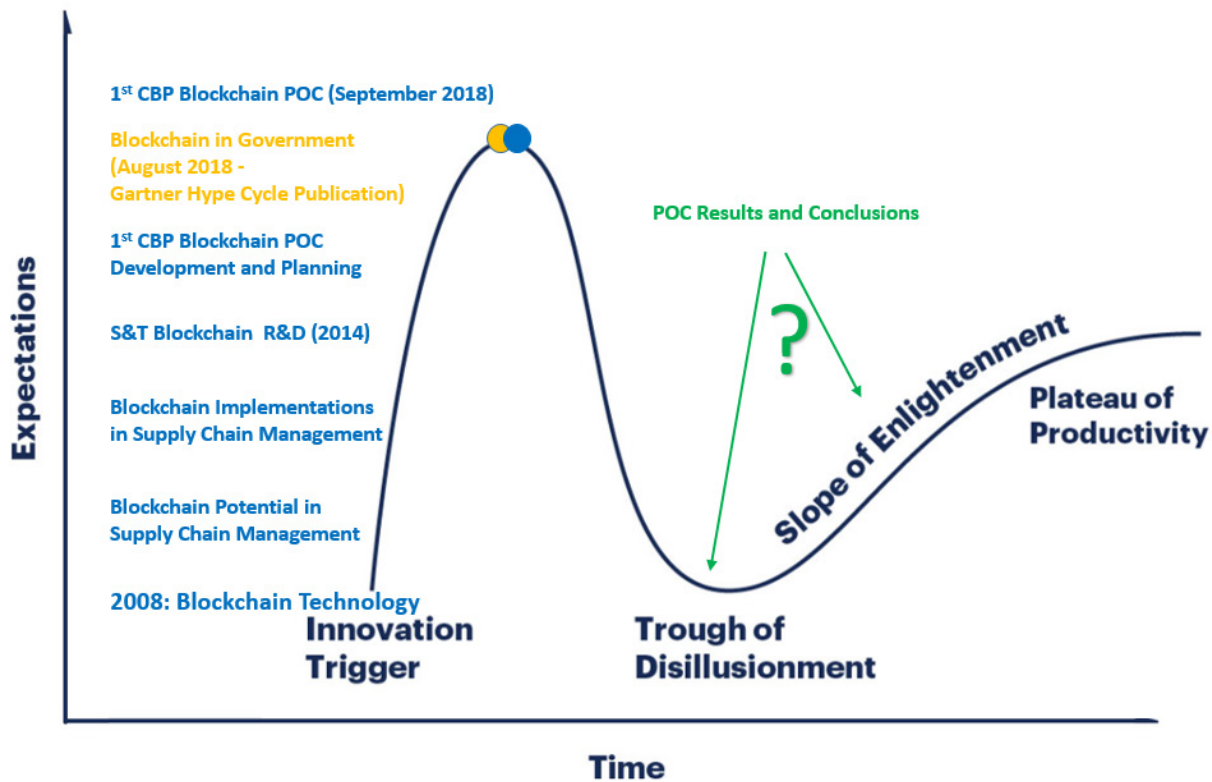 1st CBP Blockchain POC (September 2018)
Blockchain in Government
(August 2018 -
Gartner Hype Cycle Publication)
1st CBP Blockchain POC
Development and Planning
S&T Blockchain R&D (2014)
Blockchain Implementations
in Supply Chain Management
Blockchain Potential in
Supply Chain Management
2008: Blockchain Technology
Innovation
Trigger
POC Results and Conclusions
?
Trough of
Disillusionment
Slope of Enlightenment
Plateau of
Productivity
Expectations
Time